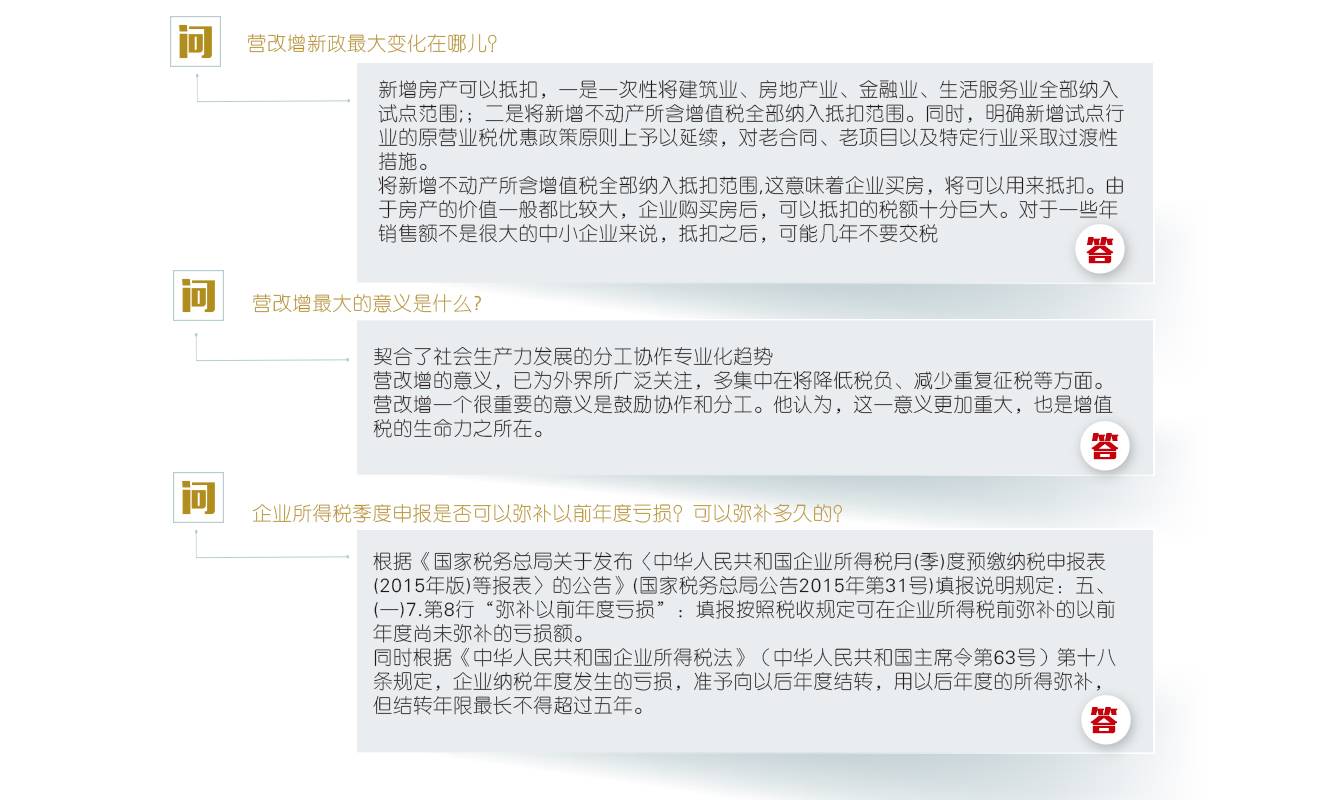 问
营改增新政最大变化在哪儿？
新增房产可以抵扣，一是一次性将建筑业、房地产业、金融业、生活服务业全部纳入
试点范围;；二是将新增不动产所含增值税全部纳入抵扣范围。同时，明确新增试点行
业的原营业税优惠政策原则上予以延续，对老合同、老项目以及特定行业采取过渡性
措施。
将新增不动产所含增值税全部纳入抵扣范围,这意味着企业买房，将可以用来抵扣。由
于房产的价值一般都比较大，企业购买房后，可以抵扣的税额十分巨大。对于一些年
销售额不是很大的中小企业来说，抵扣之后，可能几年不要交税
答
问
营改增最大的意义是什么？
契合了社会生产力发展的分工协作专业化趋势
营改增的意义，已为外界所广泛关注，多集中在将降低税负、减少重复征税等方面。
营改增一个很重要的意义是鼓励协作和分工。他认为，这一意义更加重大，也是增值
税的生命力之所在。
答
问
企业所得税季度申报是否可以弥补以前年度亏损？可以弥补多久的？
根据《国家税务总局关于发布〈中华人民共和国企业所得税月(季)度预缴纳税申报表
(2015年版)等报表〉的公告》(国家税务总局公告2015年第31号)填报说明规定：五、
(一)7.第8行“弥补以前年度亏损”：填报按照税收规定可在企业所得税前弥补的以前
年度尚未弥补的亏损额。
同时根据《中华人民共和国企业所得税法》（中华人民共和国主席令第63号）第十八
条规定，企业纳税年度发生的亏损，准予向以后年度结转，用以后年度的所得弥补，
但结转年限最长不得超过五年。
答